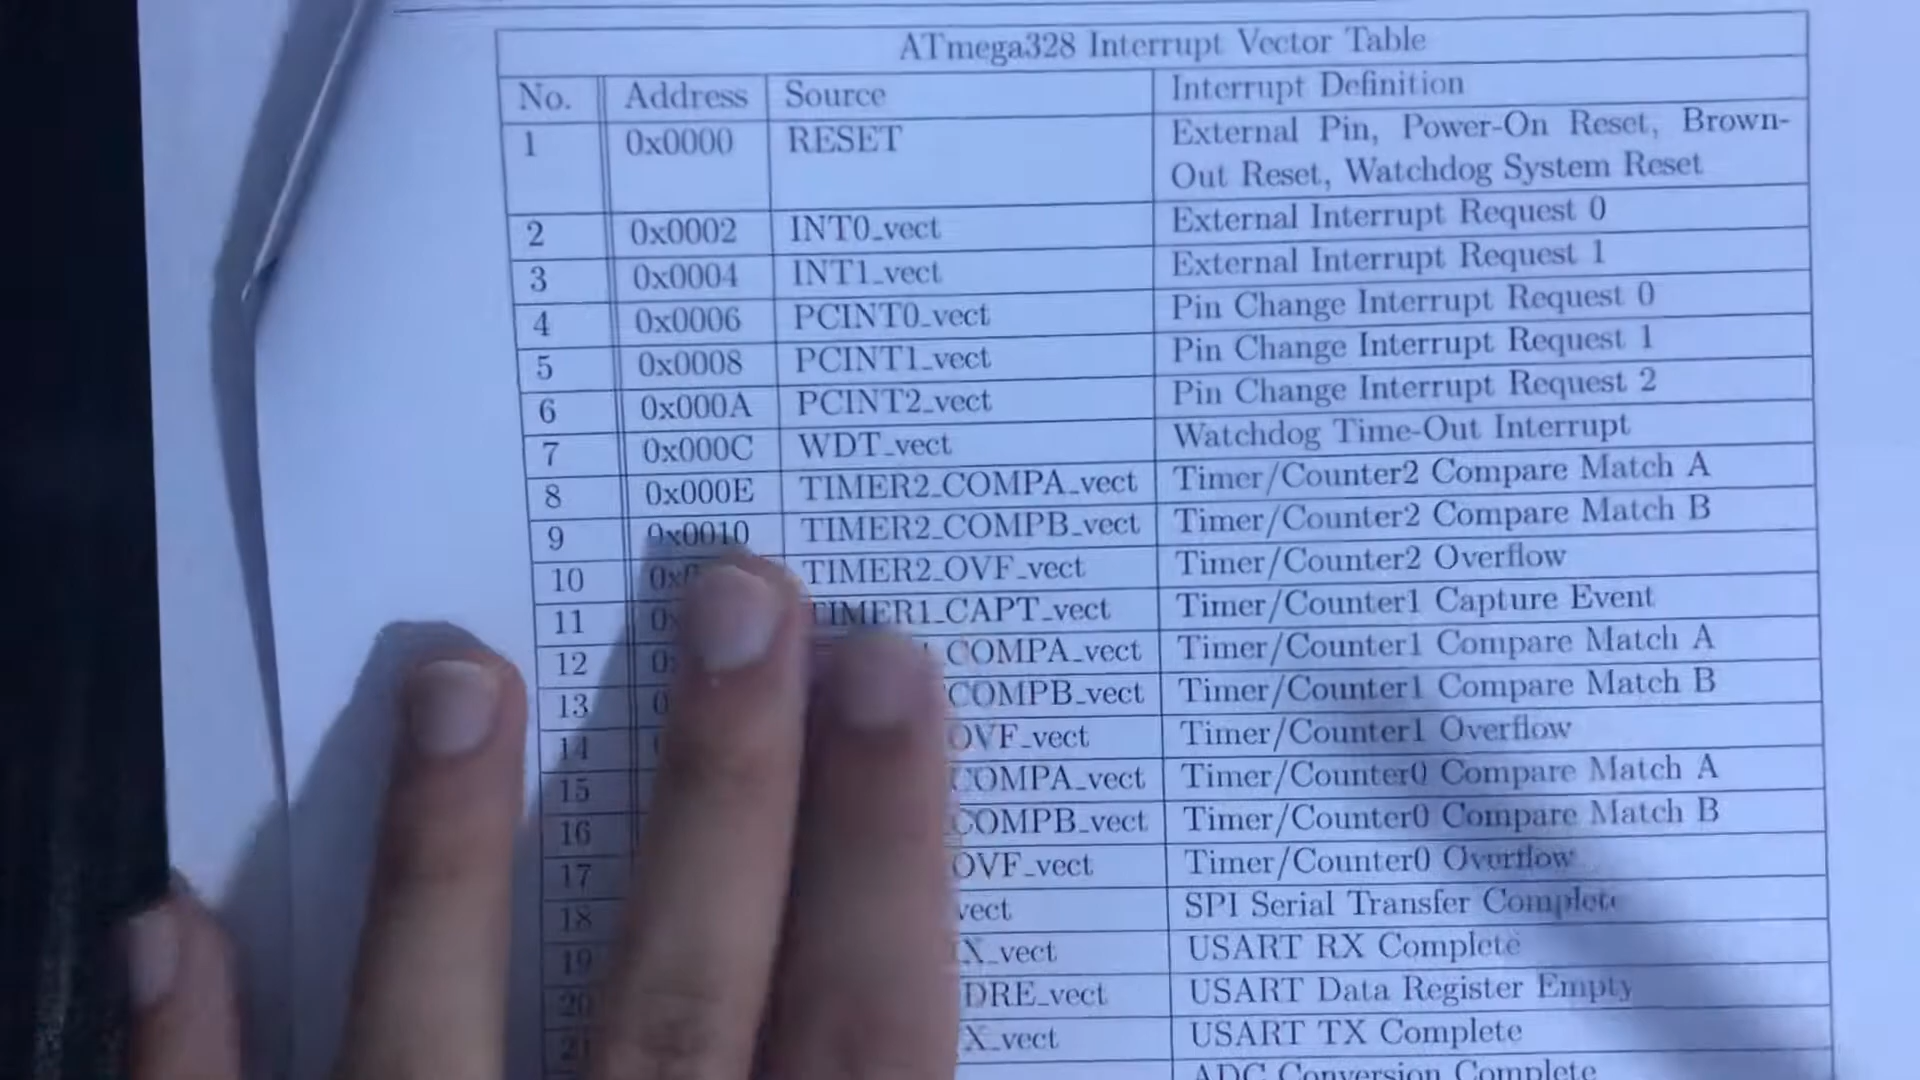 ATmega328 Interrupt Vector Table
No. Address Source Interrupt Definition
1 0x0000 RESET External Pin, Power-On Reset, Brown-
Out Reset, Watchdog System Reset
2 0x0002 INT0_vect External Interrupt Request 0
3 0x0004 INT1_vect External Interrupt Request 1
4 0x0006 PCINT0_vect Pin Change Interrupt Request 0
5 0x0008 PCINT1_vect Pin Change Interrupt Request 1
6 0x000A PCINT2_vect Pin Change Interrupt Request 2
7 0x000C WDT_vect Watchdog Time-Out Interrupt
8 0x000E TIMER2_COMPA_vect Timer/Counter2 Compare Match A
9 0x0010 TIMER2_COMPB_vect Timer/Counter2 Compare Match B
10 TIMER2_OVF_vect Timer/Counter2 Overflow
11 TIMER1_CAPT_vect Timer/Counter1 Capture Event
12 COMPA_vect Timer/Counter1 Compare Match A
13 COMPB_vect Timer/Counter1 Compare Match B
14 OVF_vect Timer/Counter1 Overflow
15 COMPA_vect Timer/Counter0 Compare Match A
16 COMPB_vect Timer/Counter0 Compare Match B
17 OVF_vect Timer/Counter0 Overflow
18 vect SPI Serial Transfer Complete
19 X_vect USART RX Complete
20 DRE_vect USART Data Register Empty
21 X_vect USART TX Complete
ADC Conversion Complete